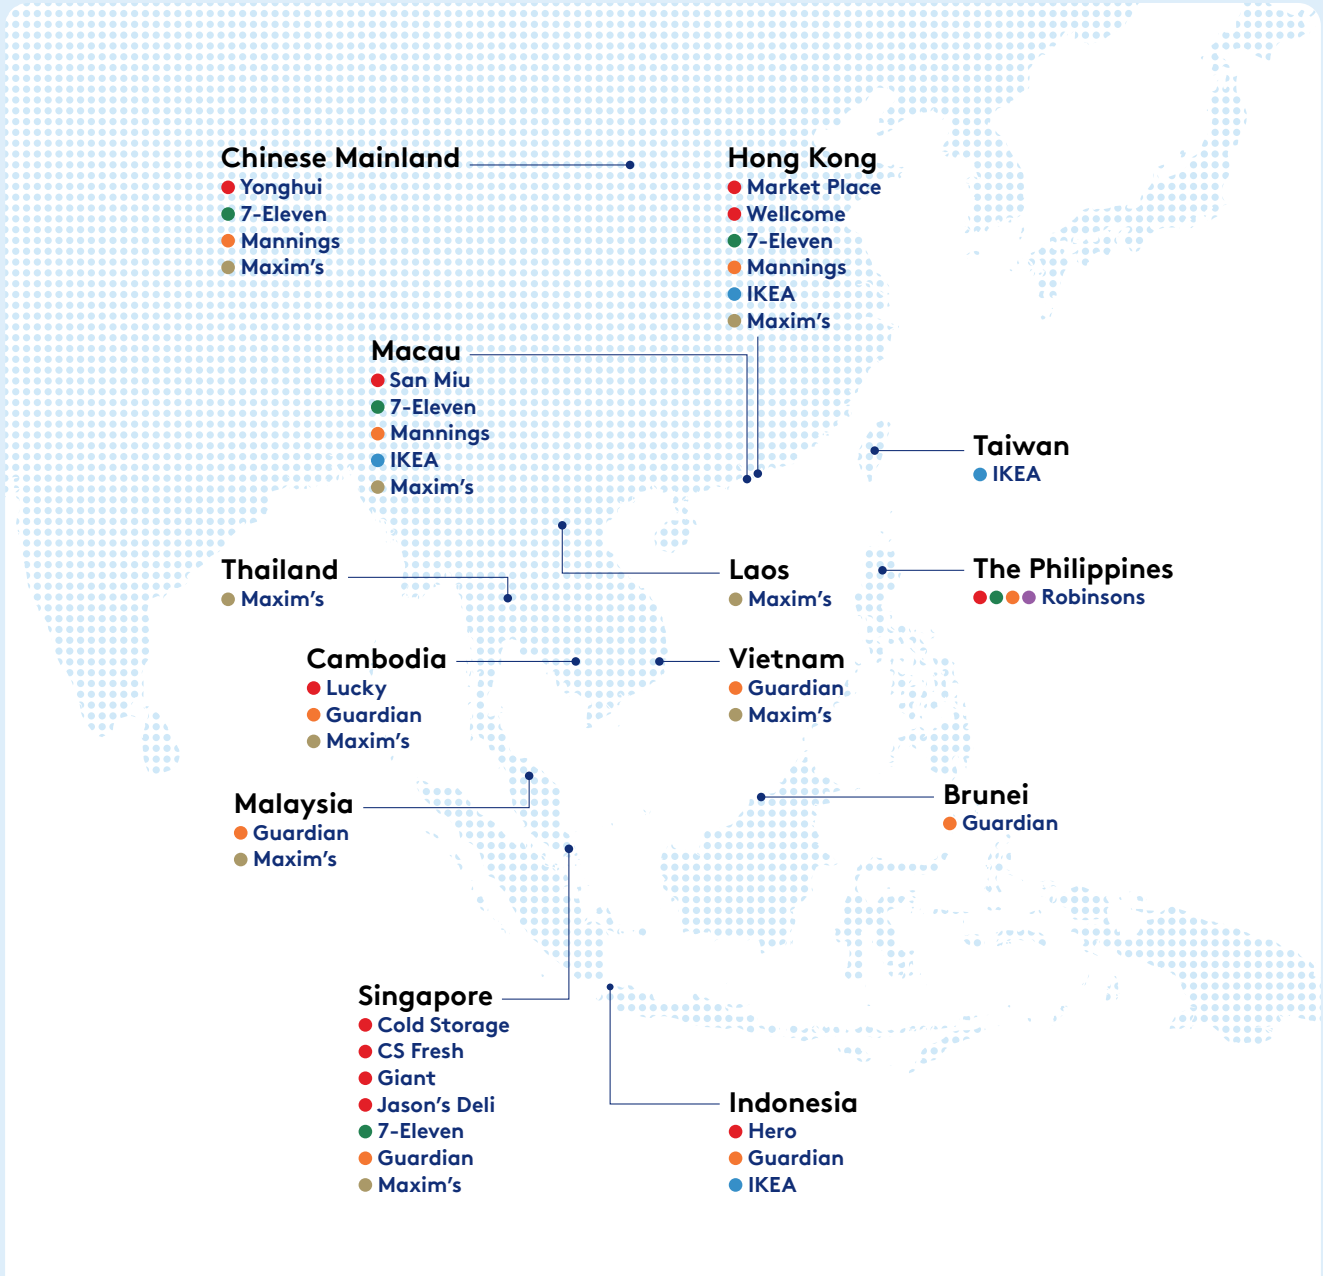 Chinese Mainland
Yonghui
7-Eleven
Mannings
Maxim’s
Hong Kong
Market Place
Wellcome
7-Eleven
Mannings
IKEA
Maxim’s
Macau
San Miu
7-Eleven
Mannings
IKEA
Maxim’s
Taiwan
IKEA
Thailand
Maxim’s
Laos
Maxim’s
The Philippines
Robinsons
Cambodia
Lucky
Guardian
Maxim’s
Vietnam
Guardian
Maxim’s
Malaysia
Guardian
Maxim’s
Brunei
Guardian
Singapore
Cold Storage
CS Fresh
Giant
Jason’s Deli
7-Eleven
Guardian
Maxim’s
Indonesia
Hero
Guardian
IKEA